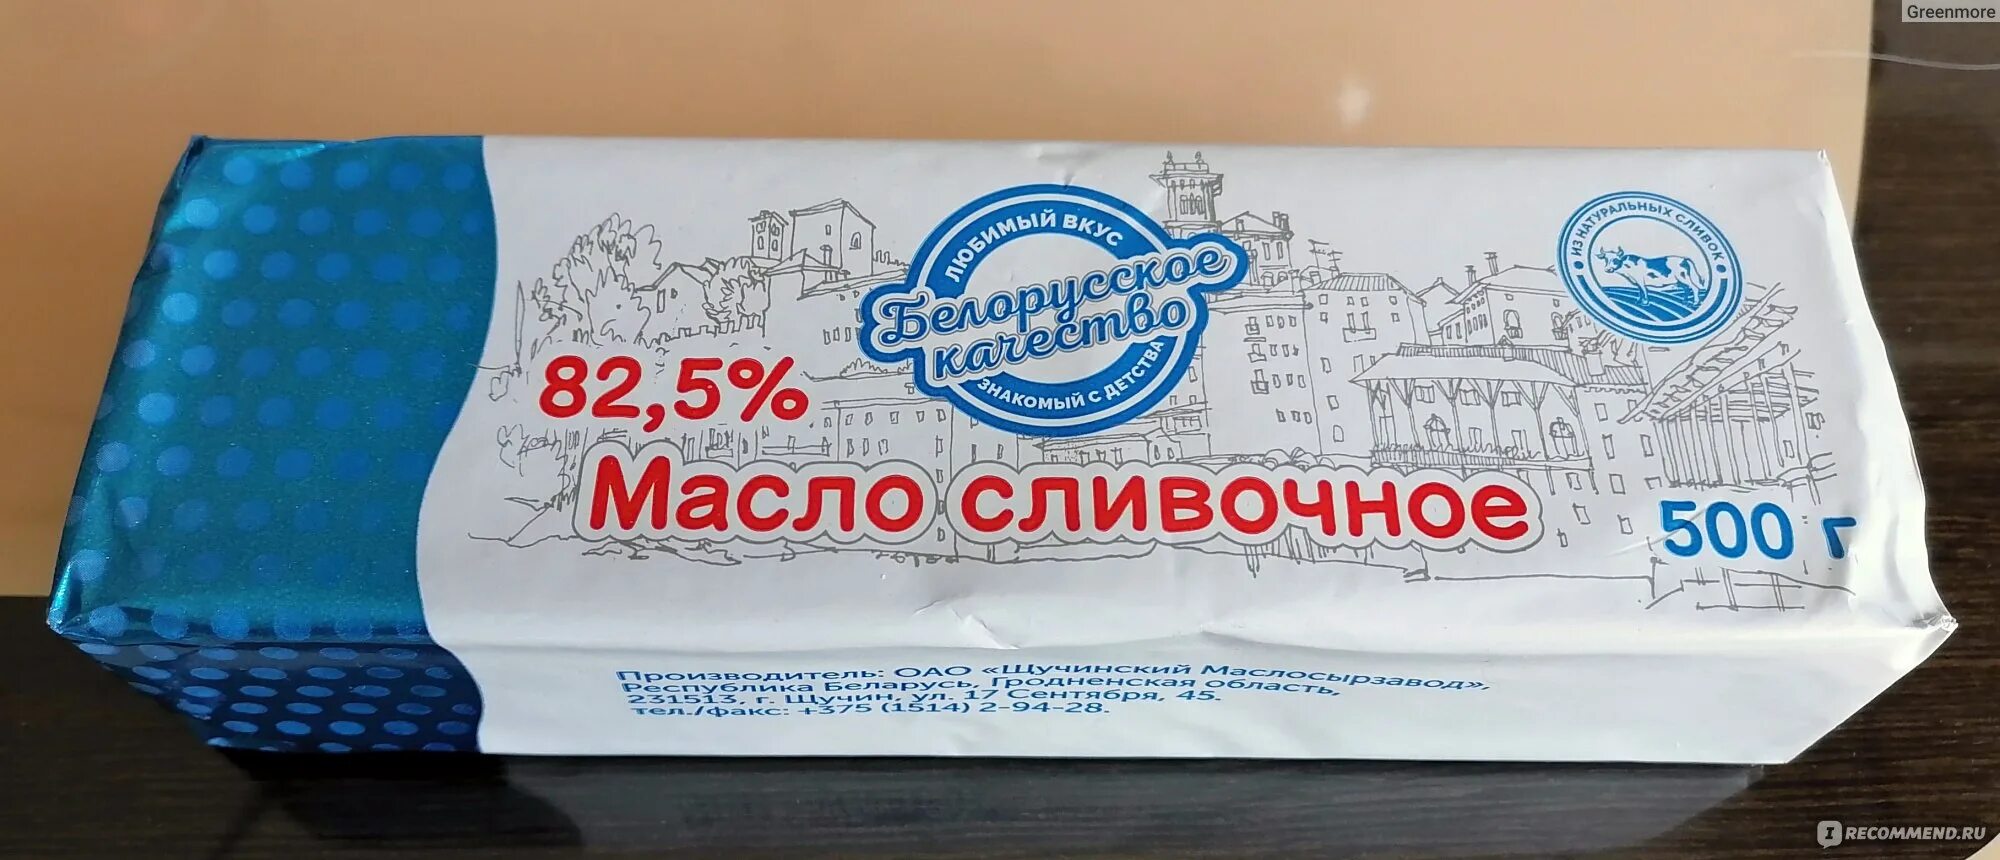 Greenmore
ЛЮБИМЫЙ ВКУС
Белорусское
качество
ЗНАКОМЫЙ С ДЕТСТВА
• ИЗ НАТУРАЛЬНЫХ СЛИВОК •
82,5%
Масло сливочное
500 г
Производитель: ОАО «Щучинский Маслосырзавод»,
Республика Беларусь, Гродненская область,
231513, г. Щучин, ул. 17 Сентября, 45.
тел./факс: +375 (1514) 2-94-28.
I RECOMMEND.RU